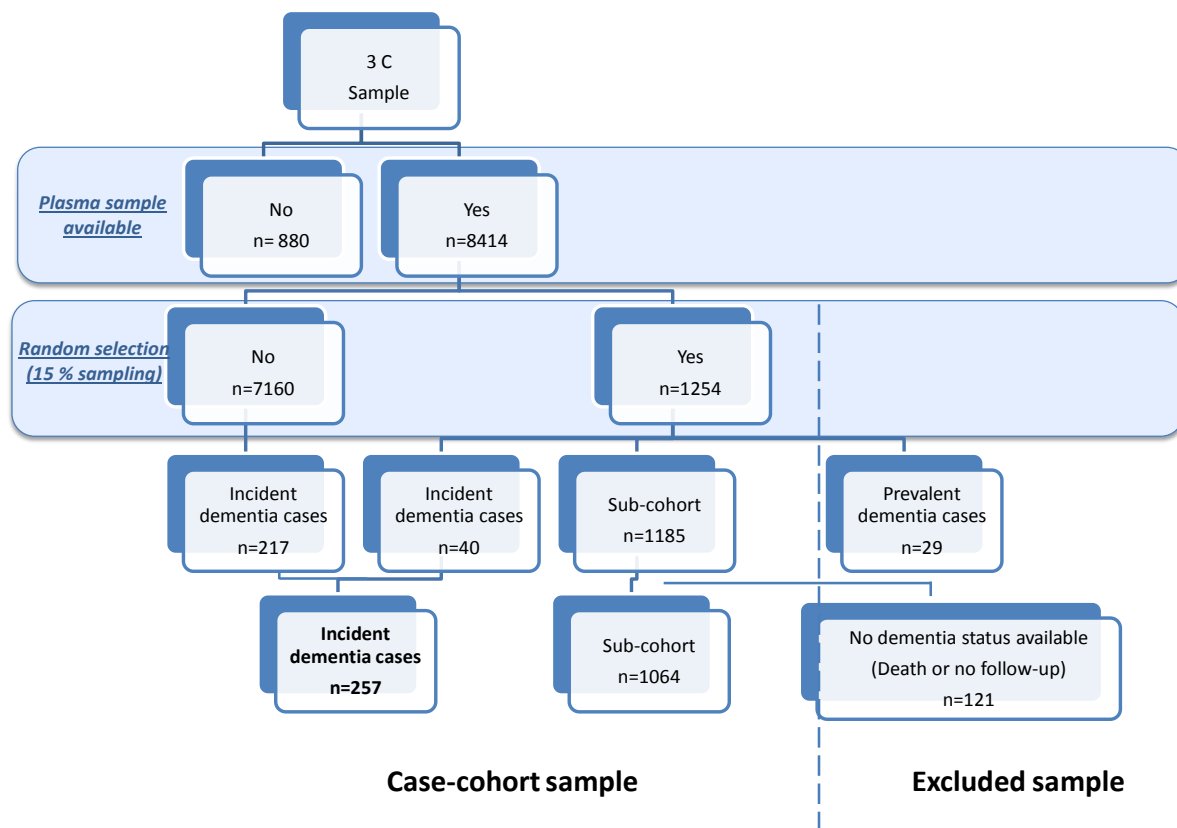 3 C
Sample
Plasma sample
available
No
n= 880
Yes
n=8414
Random selection
(15 % sampling)
No
n=7160
Yes
n=1254
Incident
dementia cases
n=217
Incident
dementia cases
n=40
Sub-cohort
n=1185
Prevalent
dementia cases
n=29
Incident
dementia cases
n=257
Sub-cohort
n=1064
No dementia status available
(Death or no follow-up)
n=121
Case-cohort sample
Excluded sample